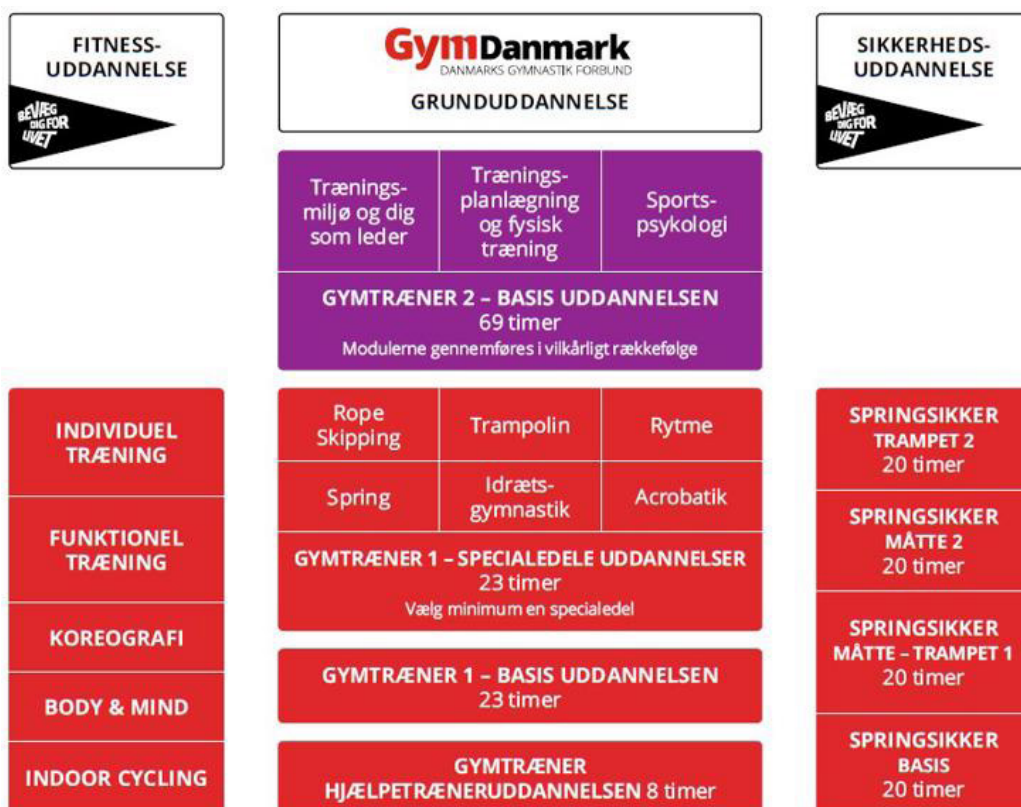 FITNESS-
UDDANNELSE
BEVÆG
DIG FOR
LIVET
GymDanmark
DANMARKS GYMNASTIK FORBUND
GRUNDUDDANNELSE
SIKKERHEDS-
UDDANNELSE
BEVÆG
DIG FOR
LIVET
Trænings-
miljø og dig
som leder
Trænings-
planlægning
og fysisk
træning
Sports-
psykologi
GYMTRÆNER 2 – BASIS UDDANNELSEN
69 timer
Modulerne gennemføres i vilkårligt rækkefølge
INDIVIDUEL
TRÆNING
FUNKTIONEL
TRÆNING
KOREOGRAFI
BODY & MIND
INDOOR CYCLING
Rope
Skipping
Trampolin
Rytme
Spring
Idræts-
gymnastik
Acrobatik
GYMTRÆNER 1 – SPECIALEDELE UDDANNELSER
23 timer
Vælg minimum en specialedel
GYMTRÆNER 1 – BASIS UDDANNELSEN
23 timer
GYMTRÆNER
HJÆLPETRÆNERUDDANNELSEN 8 timer
SPRINGSIKKER
TRAMPET 2
20 timer
SPRINGSIKKER
MÅTTE 2
20 timer
SPRINGSIKKER
MÅTTE – TRAMPET 1
20 timer
SPRINGSIKKER
BASIS
20 timer